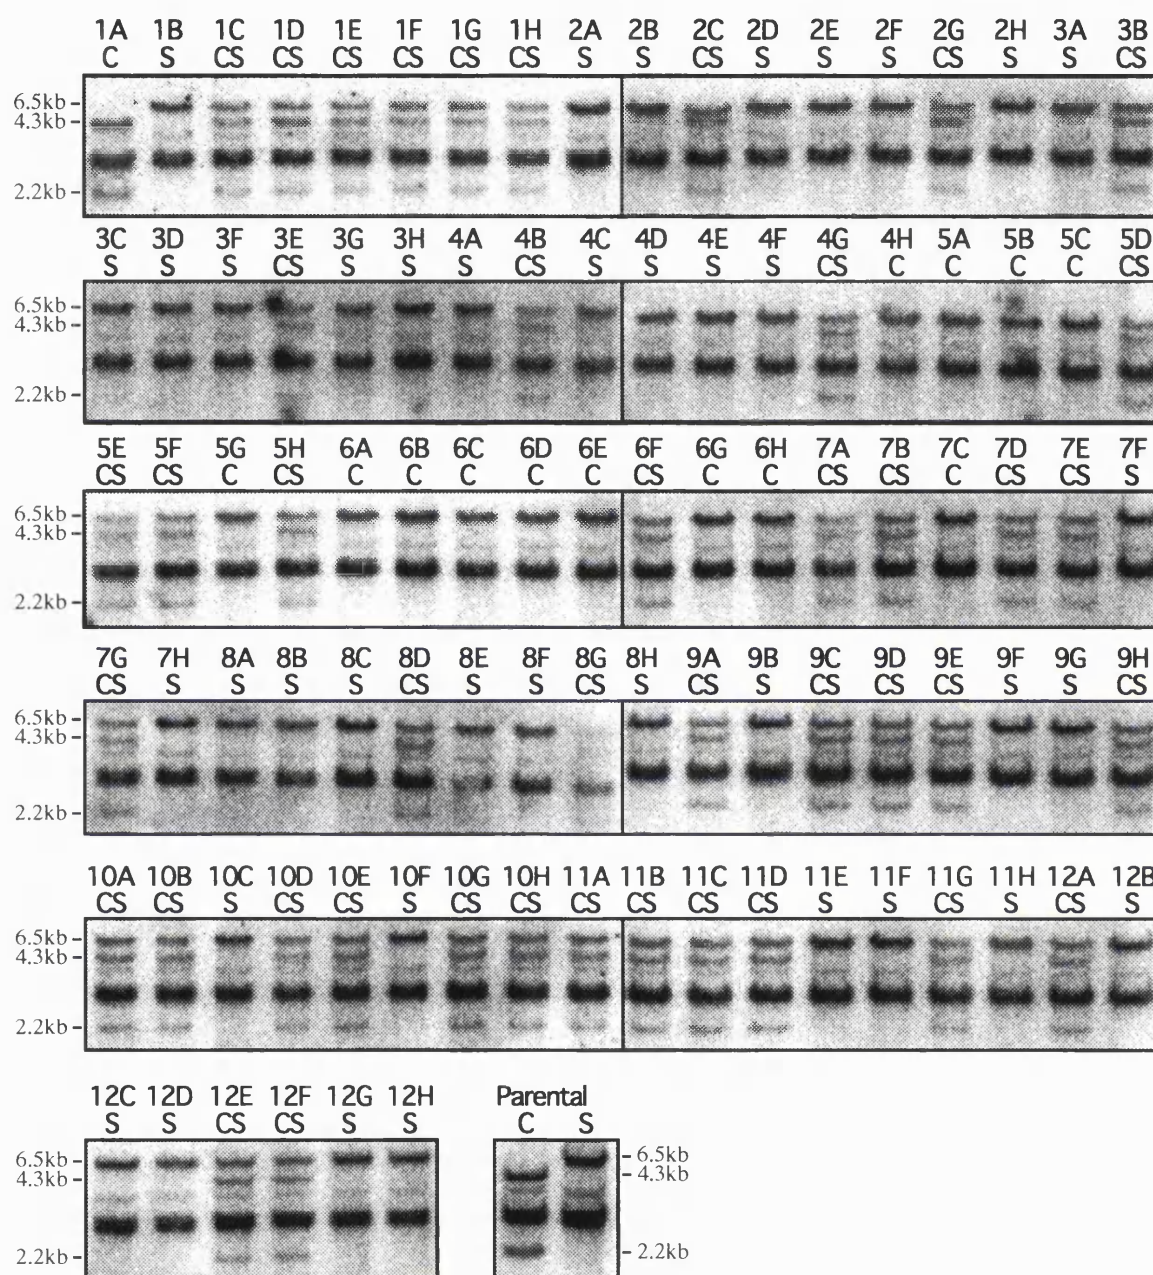 1A 1B 1C 1D 1E 1F 1G 1H 2A 2B 2C 2D 2E 2F 2G 2H 3A 3B
C S CS CS CS CS CS CS S S CS S S S CS S S CS
6.5kb
4.3kb
2.2kb
3C 3D 3F 3E 3G 3H 4A 4B 4C 4D 4E 4F 4G 4H 5A 5B 5C 5D
S S S CS S S S CS S S S S CS C C C C CS
6.5kb
4.3kb
2.2kb
5E 5F 5G 5H 6A 6B 6C 6D 6E 6F 6G 6H 7A 7B 7C 7D 7E 7F
CS CS C CS C C C C C CS C C CS CS C CS CS S
6.5kb
4.3kb
2.2kb
7G 7H 8A 8B 8C 8D 8E 8F 8G 8H 9A 9B 9C 9D 9E 9F 9G 9H
CS S S S S CS S S CS S CS S CS CS CS S S CS
6.5kb
4.3kb
2.2kb
10A 10B 10C 10D 10E 10F 10G 10H 11A 11B 11C 11D 11E 11F 11G 11H 12A 12B
CS CS S CS CS S CS CS CS CS CS CS S S CS S CS S
6.5kb
4.3kb
2.2kb
12C 12D 12E 12F 12G 12H Parental
S S CS CS S S C S
6.5kb 6.5kb
4.3kb 4.3kb
2.2kb 2.2kb